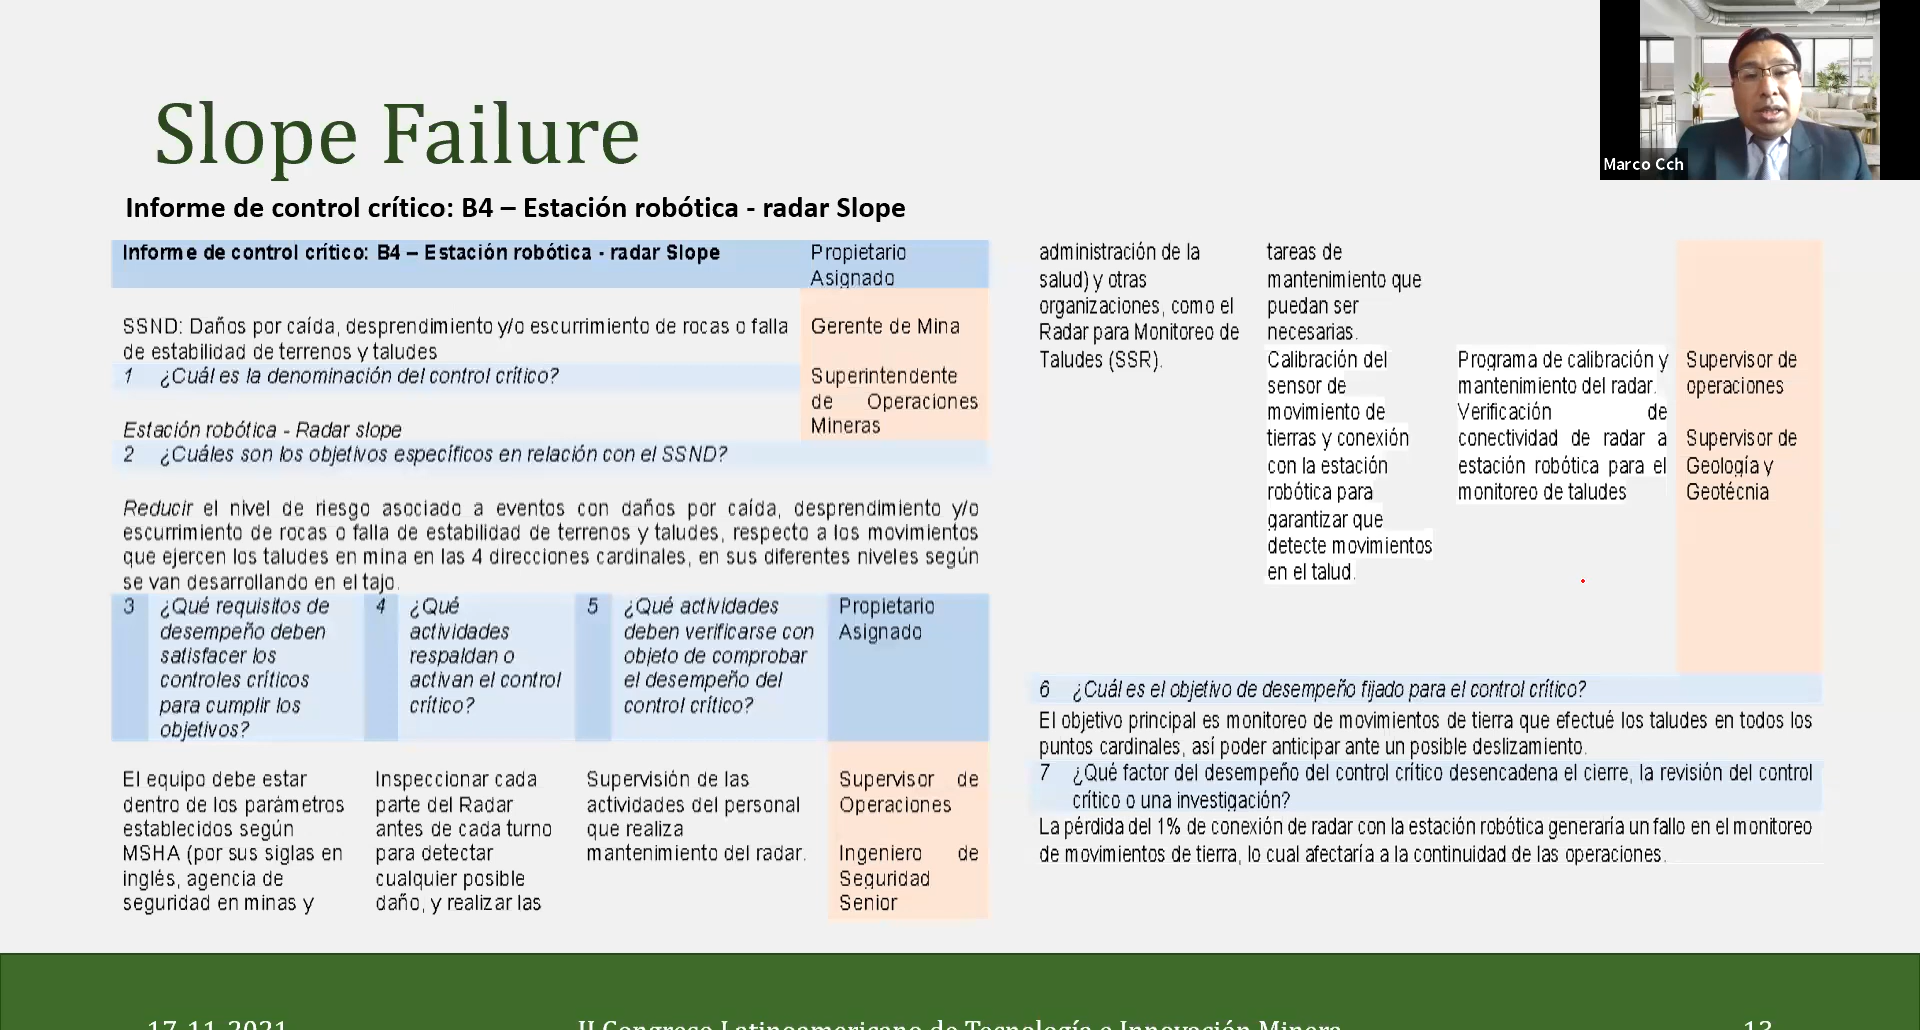 Slope Failure
Marco Cch
Informe de control crítico: B4 – Estación robótica - radar Slope
Informe de control crítico: B4 – Estación robótica - radar Slope
Propietario
Asignado
SSND: Daños por caída, desprendimiento y/o escurrimiento de rocas o falla
de estabilidad de terrenos y taludes
Gerente de Mina
1 ¿Cuál es la denominación del control crítico?
Superintendente
de Operaciones
Mineras
Estación robótica - Radar slope
2 ¿Cuáles son los objetivos específicos en relación con el SSND?
Reducir el nivel de riesgo asociado a eventos con daños por caída, desprendimiento y/o
escurrimiento de rocas o falla de estabilidad de terrenos y taludes, respecto a los movimientos
que ejercen los taludes en mina en las 4 direcciones cardinales, en sus diferentes niveles según
se van desarrollando en el tajo.
3 ¿Qué requisitos de
desempeño deben
satisfacer los
controles críticos
para cumplir los
objetivos?
4 ¿Qué
actividades
respaldan o
activan el control
crítico?
5 ¿Qué actividades
deben verificarse con
objeto de comprobar
el desempeño del
control crítico?
Propietario
Asignado
El equipo debe estar
dentro de los parámetros
establecidos según
MSHA (por sus siglas en
inglés, agencia de
seguridad en minas y
Inspeccionar cada
parte del Radar
antes de cada turno
para detectar
cualquier posible
daño, y realizar las
Supervisión de las
actividades del personal
que realiza
mantenimiento del radar.
Supervisor de
Operaciones
Ingeniero de
Seguridad
Senior
administración de la
salud) y otras
organizaciones, como el
Radar para Monitoreo de
Taludes (SSR).
tareas de
mantenimiento que
puedan ser
necesarias.
Calibración del
sensor de
movimiento de
tierras y conexión
con la estación
robótica para
garantizar que
detecte movimientos
en el talud.
Programa de calibración y
mantenimiento del radar.
Verificación de
conectividad de radar a
estación robótica para el
monitoreo de taludes
Supervisor de
operaciones
Supervisor de
Geología y
Geotécnia
6 ¿Cuál es el objetivo de desempeño fijado para el control crítico?
El objetivo principal es monitoreo de movimientos de tierra que efectué los taludes en todos los
puntos cardinales, así poder anticipar ante un posible deslizamiento.
7 ¿Qué factor del desempeño del control crítico desencadena el cierre, la revisión del control
crítico o una investigación?
La pérdida del 1% de conexión de radar con la estación robótica generaría un fallo en el monitoreo
de movimientos de tierra, lo cual afectaría a la continuidad de las operaciones.
17-11-2021
II Congreso Latinoamericano de Tecnología e Innovación Minera
13